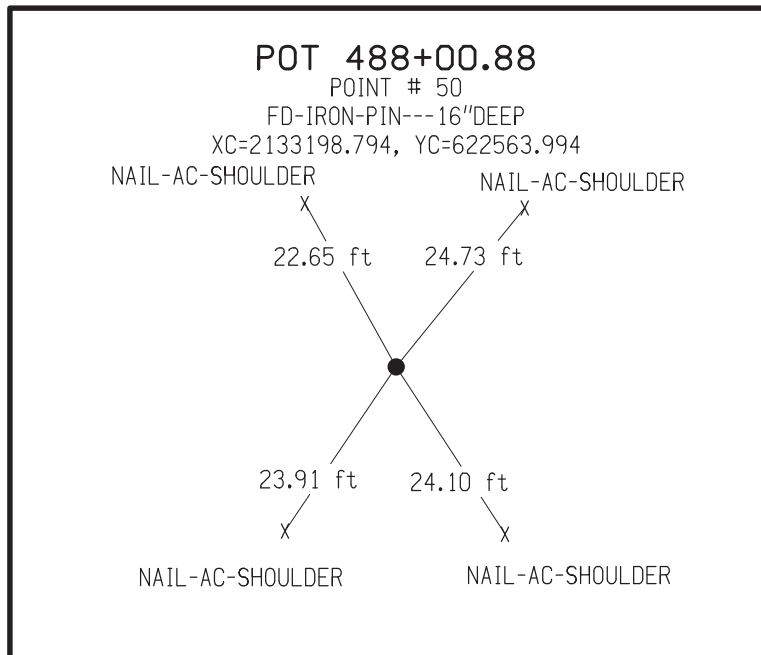 POT 488+00.88
POINT # 50
FD-IRON-PIN---16"DEEP
XC=2133198.794, YC=622563.994
NAIL-AC-SHOULDER NAIL-AC-SHOULDER
X X
22.65 ft 24.73 ft
23.91 ft 24.10 ft
X X
NAIL-AC-SHOULDER NAIL-AC-SHOULDER